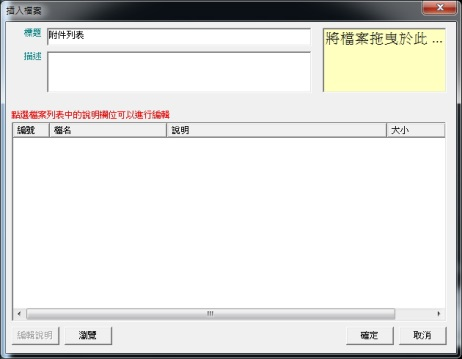 插入檔案
標題
附件列表
將檔案拖曳於此 ...
描述
點選檔案列表中的說明欄位可以進行編輯
編號 檔名 說明 大小
編輯說明 瀏覽 確定 取消